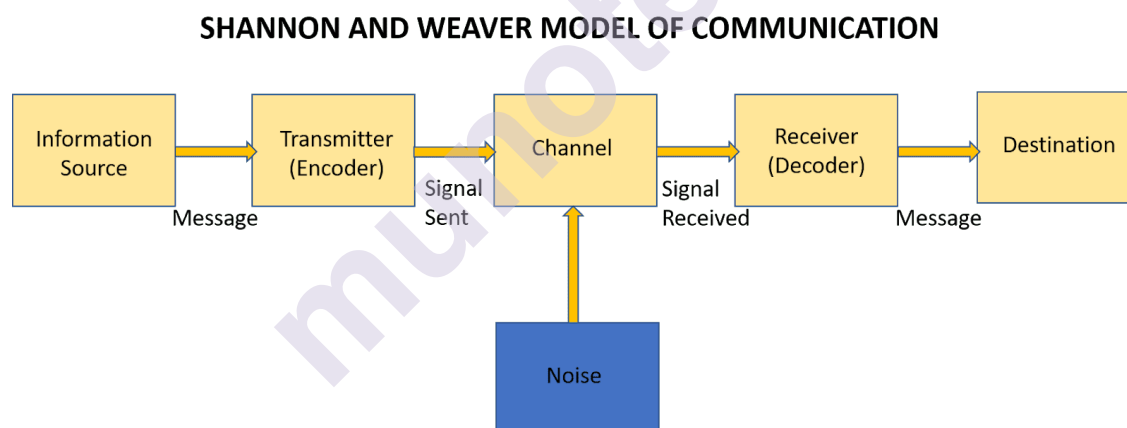 SHANNON AND WEAVER MODEL OF COMMUNICATION
Information
Source
Message
Transmitter
(Encoder)
Signal
Sent
Channel
Signal
Received
Receiver
(Decoder)
Message
Destination
Noise
munote